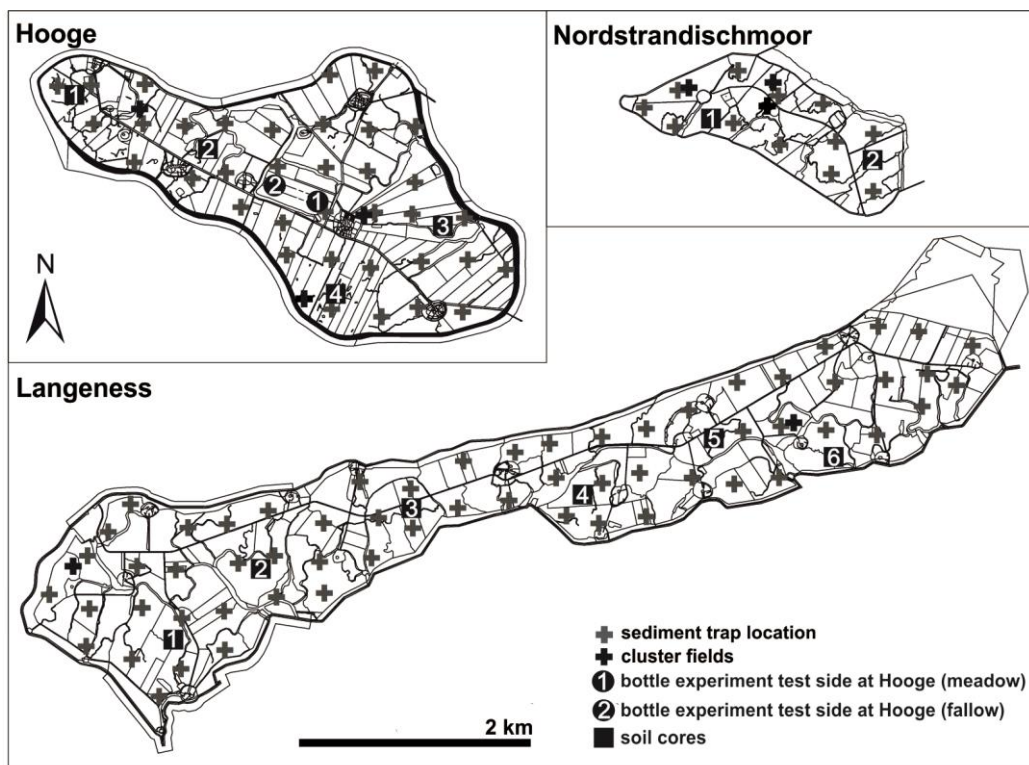 Hooge
1
2
2
1
3
4
N
Nordstrandischmoor
1
2
Langeness
1
2
3
4
5
6
sediment trap location
cluster fields
1 bottle experiment test side at Hooge (meadow)
2 bottle experiment test side at Hooge (fallow)
soil cores
2 km